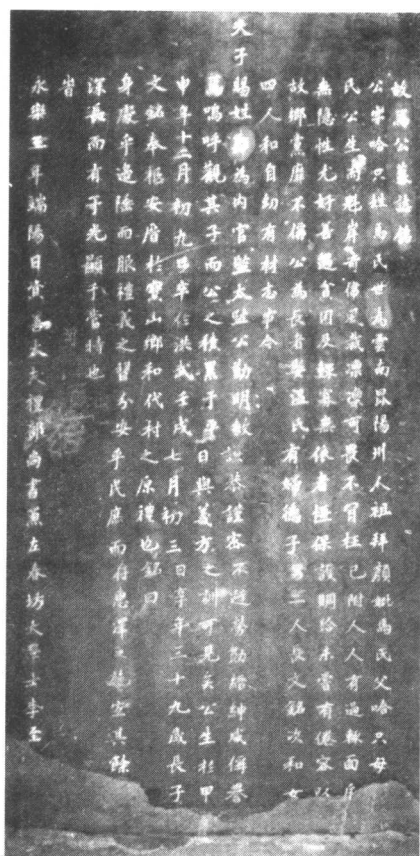 故馬公墓誌銘
公字哈只姓馬氏世為雲南昆陽州人祖拜顏妣馬氏父哈只母
氏公生而魁岸奇偉風裁凜凜可畏不肯枉己附人人有過輒面斥
無隱性尤好善遇貧困及鰥寡無依者恒保護賙給未嘗有倦容以
故鄉黨靡不稱公為長者娶溫氏有婦德子男二人長文銘次和女
四人和自幼有材志事今
天子賜姓鄭為內官監太監公勤明敏謙恭謹密不避勞勩縉紳咸稱譽
焉嗚呼觀其子而公之積累于平日與義方之訓可見矣公生於甲
申年十二月初九日卒於洪武壬戌七月初三日享年三十九歲長子
文銘奉柩安厝於寶山鄉和代村之原禮也銘曰
身處乎邊陲而服禮義之習分安乎民庶而存惠澤之施宜其餘
深長而有子光顯于當時也
旹
永樂三年端陽日資善大夫禮部尚書兼左春坊大學士李至